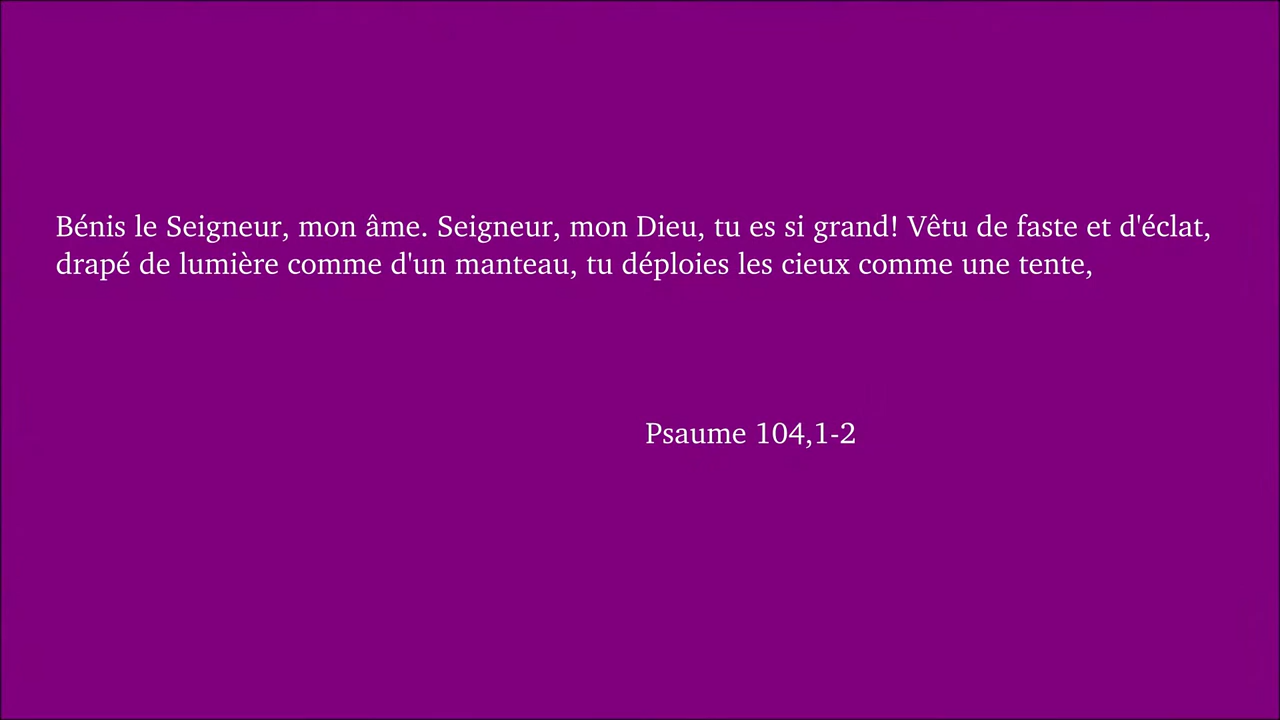 Bénis le Seigneur, mon âme. Seigneur, mon Dieu, tu es si grand! Vêtu de faste et d'éclat,
drapé de lumière comme d'un manteau, tu déploies les cieux comme une tente,
Psaume 104,1-2